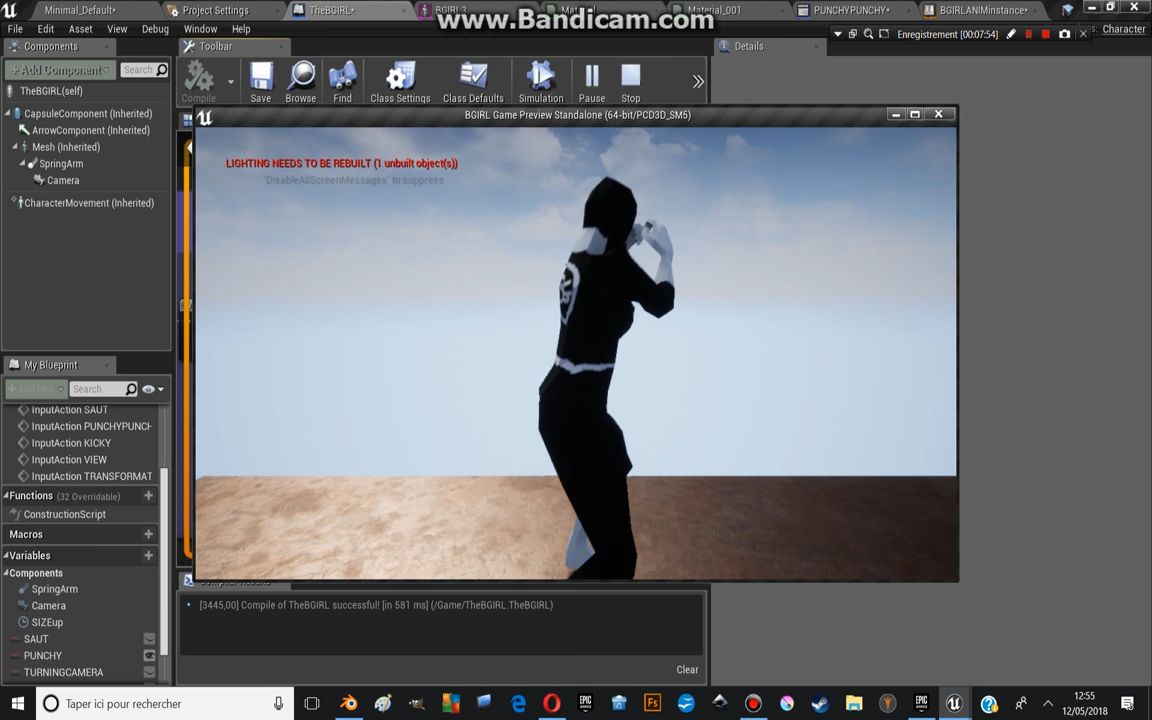 Minimal_Default*
Project Settings
TheBGIRL*
BGIRL3
Material_001
PUNCHYPUNCHY*
BGIRLANIMinstance*
www.Bandicam.com
File Edit Asset View Debug Window Help
Enregistrement [00:07:54]
s: Character
Components
Toolbar
Details
+Add Component
Search
TheBGIRL(self)
CapsuleComponent (Inherited)
ArrowComponent (Inherited)
Mesh (Inherited)
SpringArm
Camera
CharacterMovement (Inherited)
Compile
Save
Browse
Find
Class Settings
Class Defaults
Simulation
Pause
Stop
BGIRL Game Preview Standalone (64-bit/PCD3D_SM5)
LIGHTING NEEDS TO BE REBUILT (1 unbuilt object(s))
'DisableAllScreenMessages' to suppress
My Blueprint
+Add New
Search
InputAction SAUT
InputAction PUNCHYPUNCH
InputAction KICKY
InputAction VIEW
InputAction TRANSFORMAT
Functions (32 Overridable)
ConstructionScript
Macros
Variables
Components
SpringArm
Camera
SIZEup
SAUT
PUNCHY
TURNINGCAMERA
[3445,00] Compile of TheBGIRL successful! [in 581 ms] (/Game/TheBGIRL.TheBGIRL)
Clear
Taper ici pour rechercher
12:55
12/05/2018